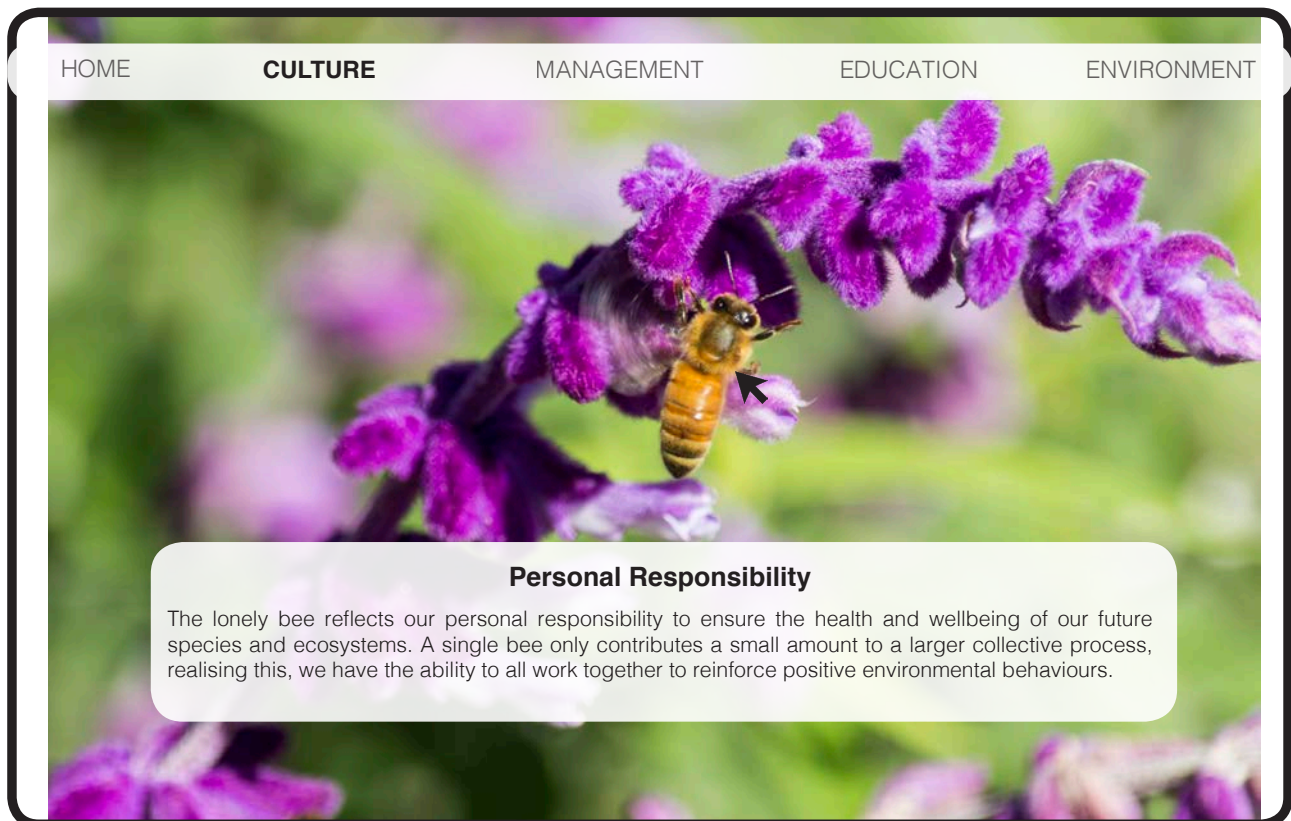 HOME CULTURE MANAGEMENT EDUCATION ENVIRONMENT
Personal Responsibility
The lonely bee reflects our personal responsibility to ensure the health and wellbeing of our future
species and ecosystems. A single bee only contributes a small amount to a larger collective process,
realising this, we have the ability to all work together to reinforce positive environmental behaviours.